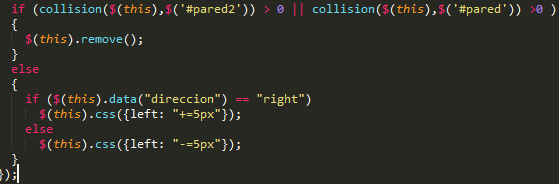 if (collision($(this),$('#pared2')) > 0 || collision($(this),$('#pared')) >0 )
{
$(this).remove();
}
else
{
if ($(this).data("direccion") == "right")
$(this).css({left: "+=5px"});
else
$(this).css({left: "-=5px"});
}
});